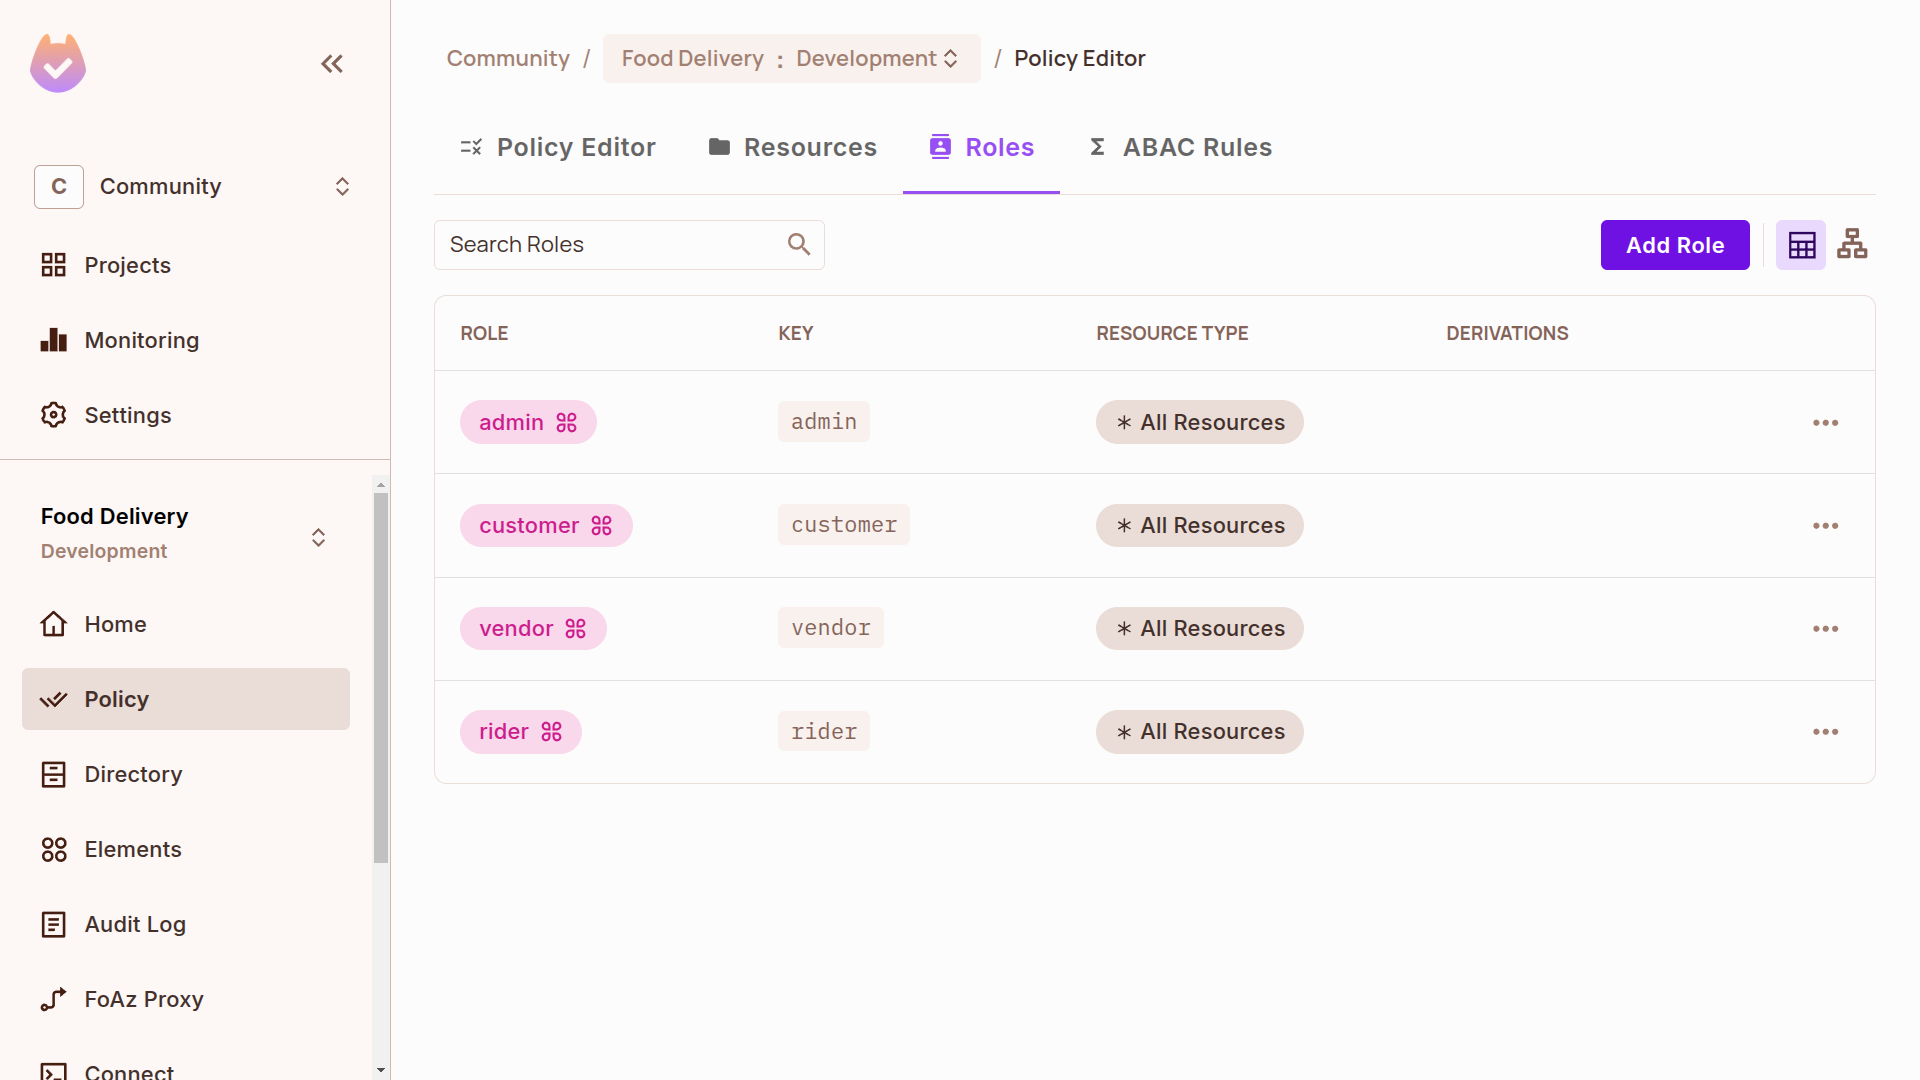 Community / Food Delivery : Development / Policy Editor
C Community
Projects
Monitoring
Settings
Food Delivery
Development
Home
Policy
Directory
Elements
Audit Log
FoAz Proxy
Connect
Policy Editor Resources Roles ABAC Rules
Search Roles Add Role
ROLE KEY RESOURCE TYPE DERIVATIONS
admin admin * All Resources
customer customer * All Resources
vendor vendor * All Resources
rider rider * All Resources